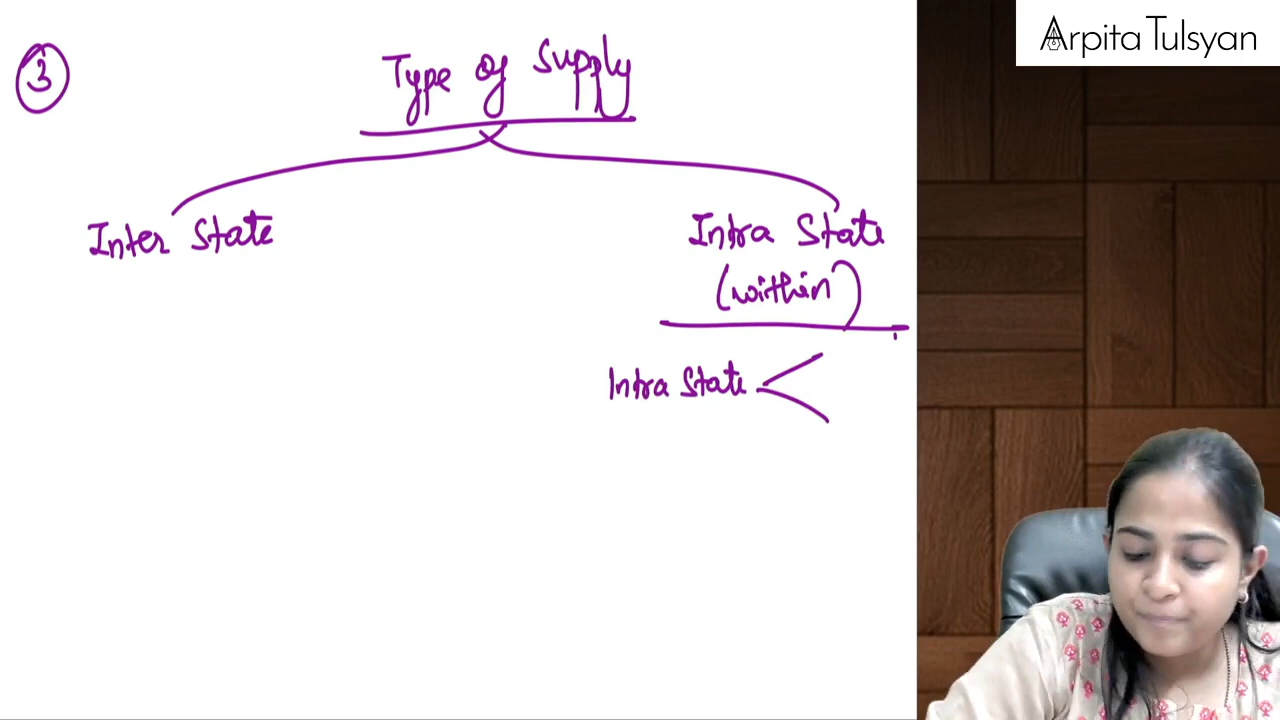 Arpita Tulsyan
3
Type of Supply
Inter State
Intra State
(within)
Intra State